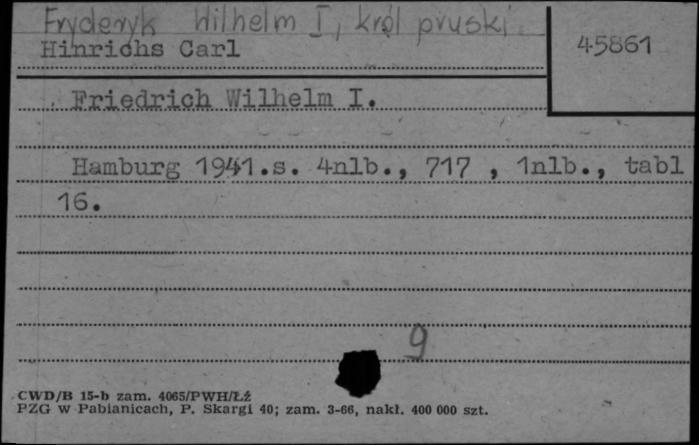 Fryderyk Wilhelm I, król pruski
Hinrichs Carl
45861
Friedrich Wilhelm I.
Hamburg 1941.s. 4nlb., 717 , 1nlb., tabl
16.
9
CWD/B 15-b zam. 4065/PWH/Łź
PZG w Pabianicach, P. Skargi 40; zam. 3-66, nakł. 400 000 szt.